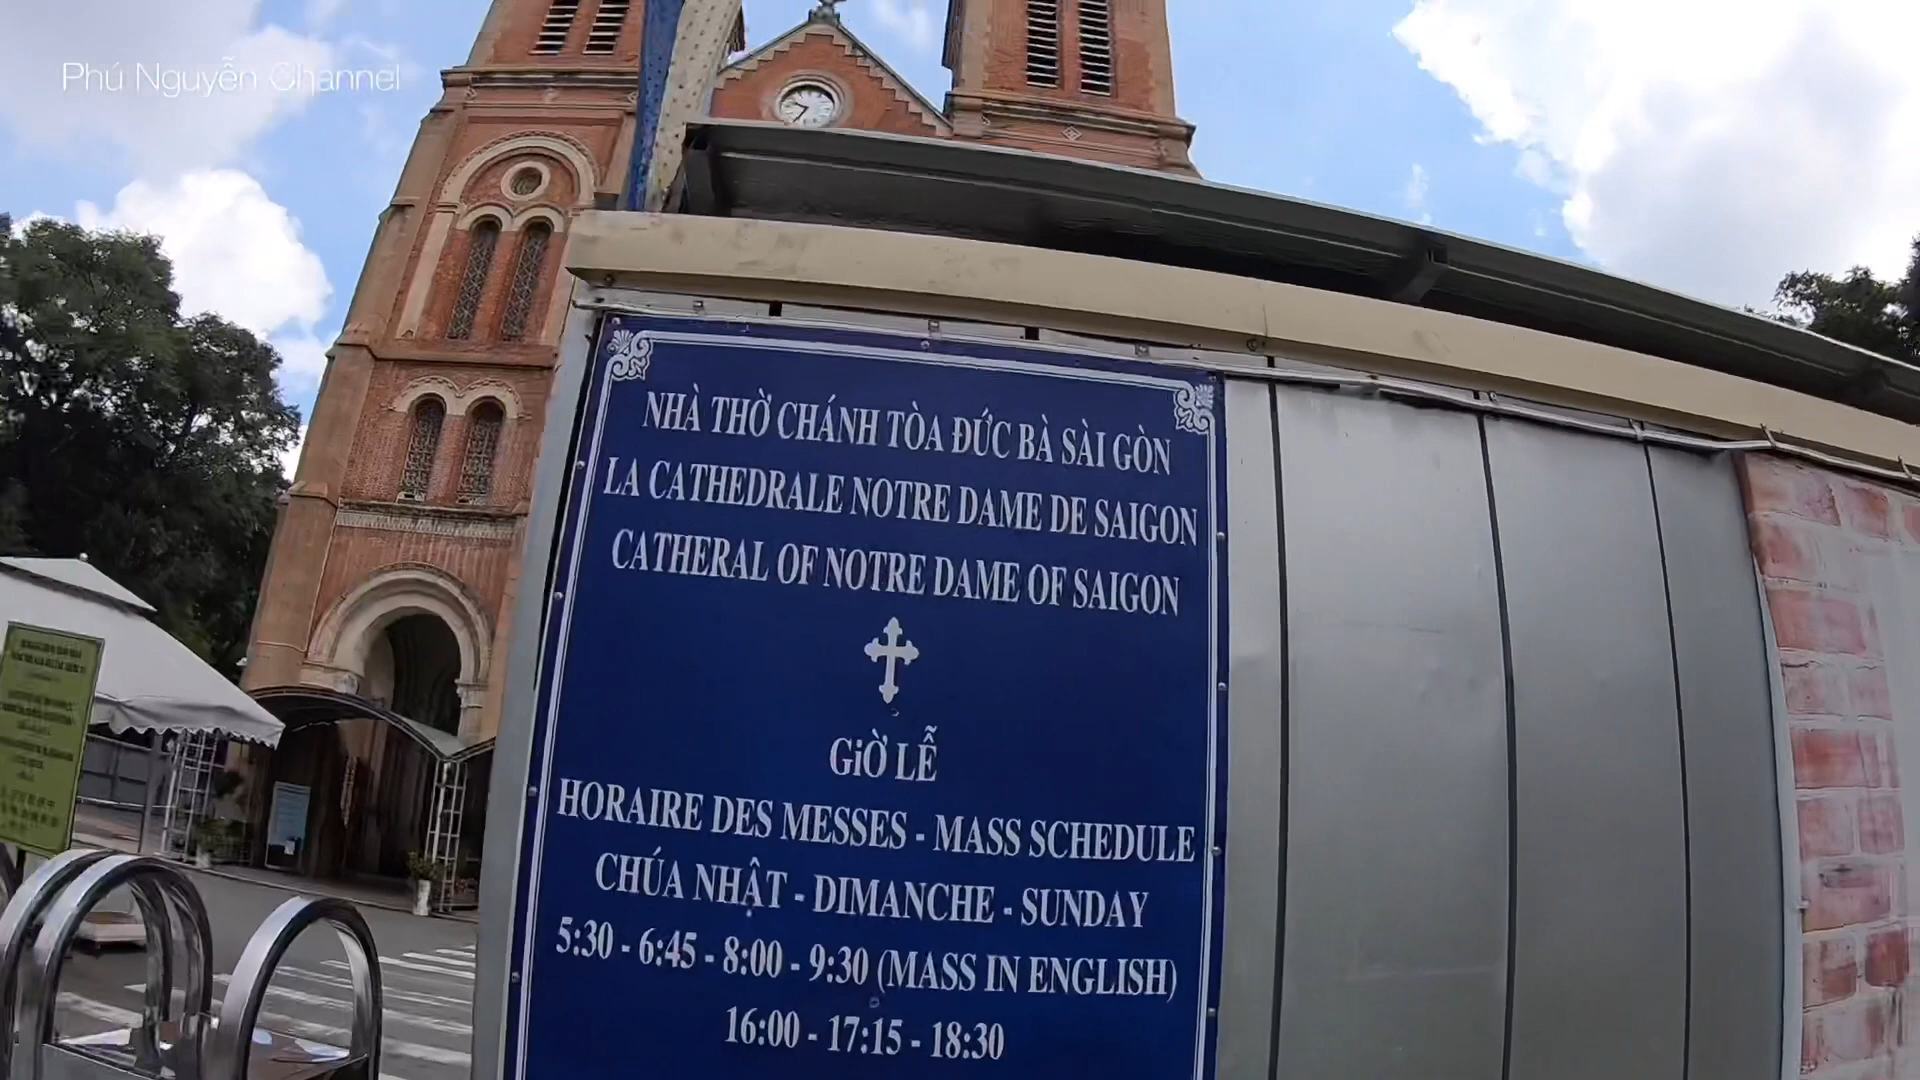 Phú Nguyễn Channel
NHÀ THỜ CHÁNH TÒA ĐỨC BÀ SÀI GÒN
LA CATHEDRALE NOTRE DAME DE SAIGON
CATHERAL OF NOTRE DAME OF SAIGON
GiỜ LỄ
HORAIRE DES MESSES - MASS SCHEDULE
CHÚA NHẬT - DIMANCHE - SUNDAY
5:30 - 6:45 - 8:00 - 9:30 (MASS IN ENGLISH)
16:00 - 17:15 - 18:30